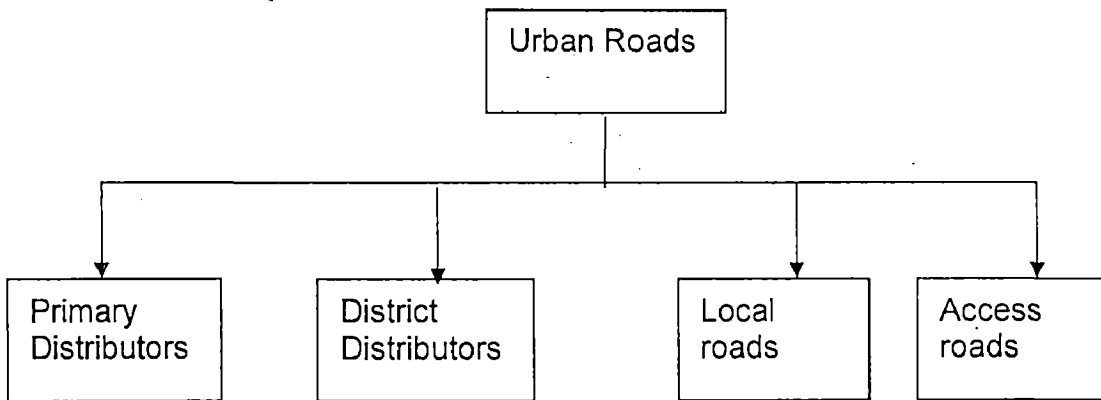 Urban Roads
Primary
Distributors
District
Distributors
Local
roads
Access
roads